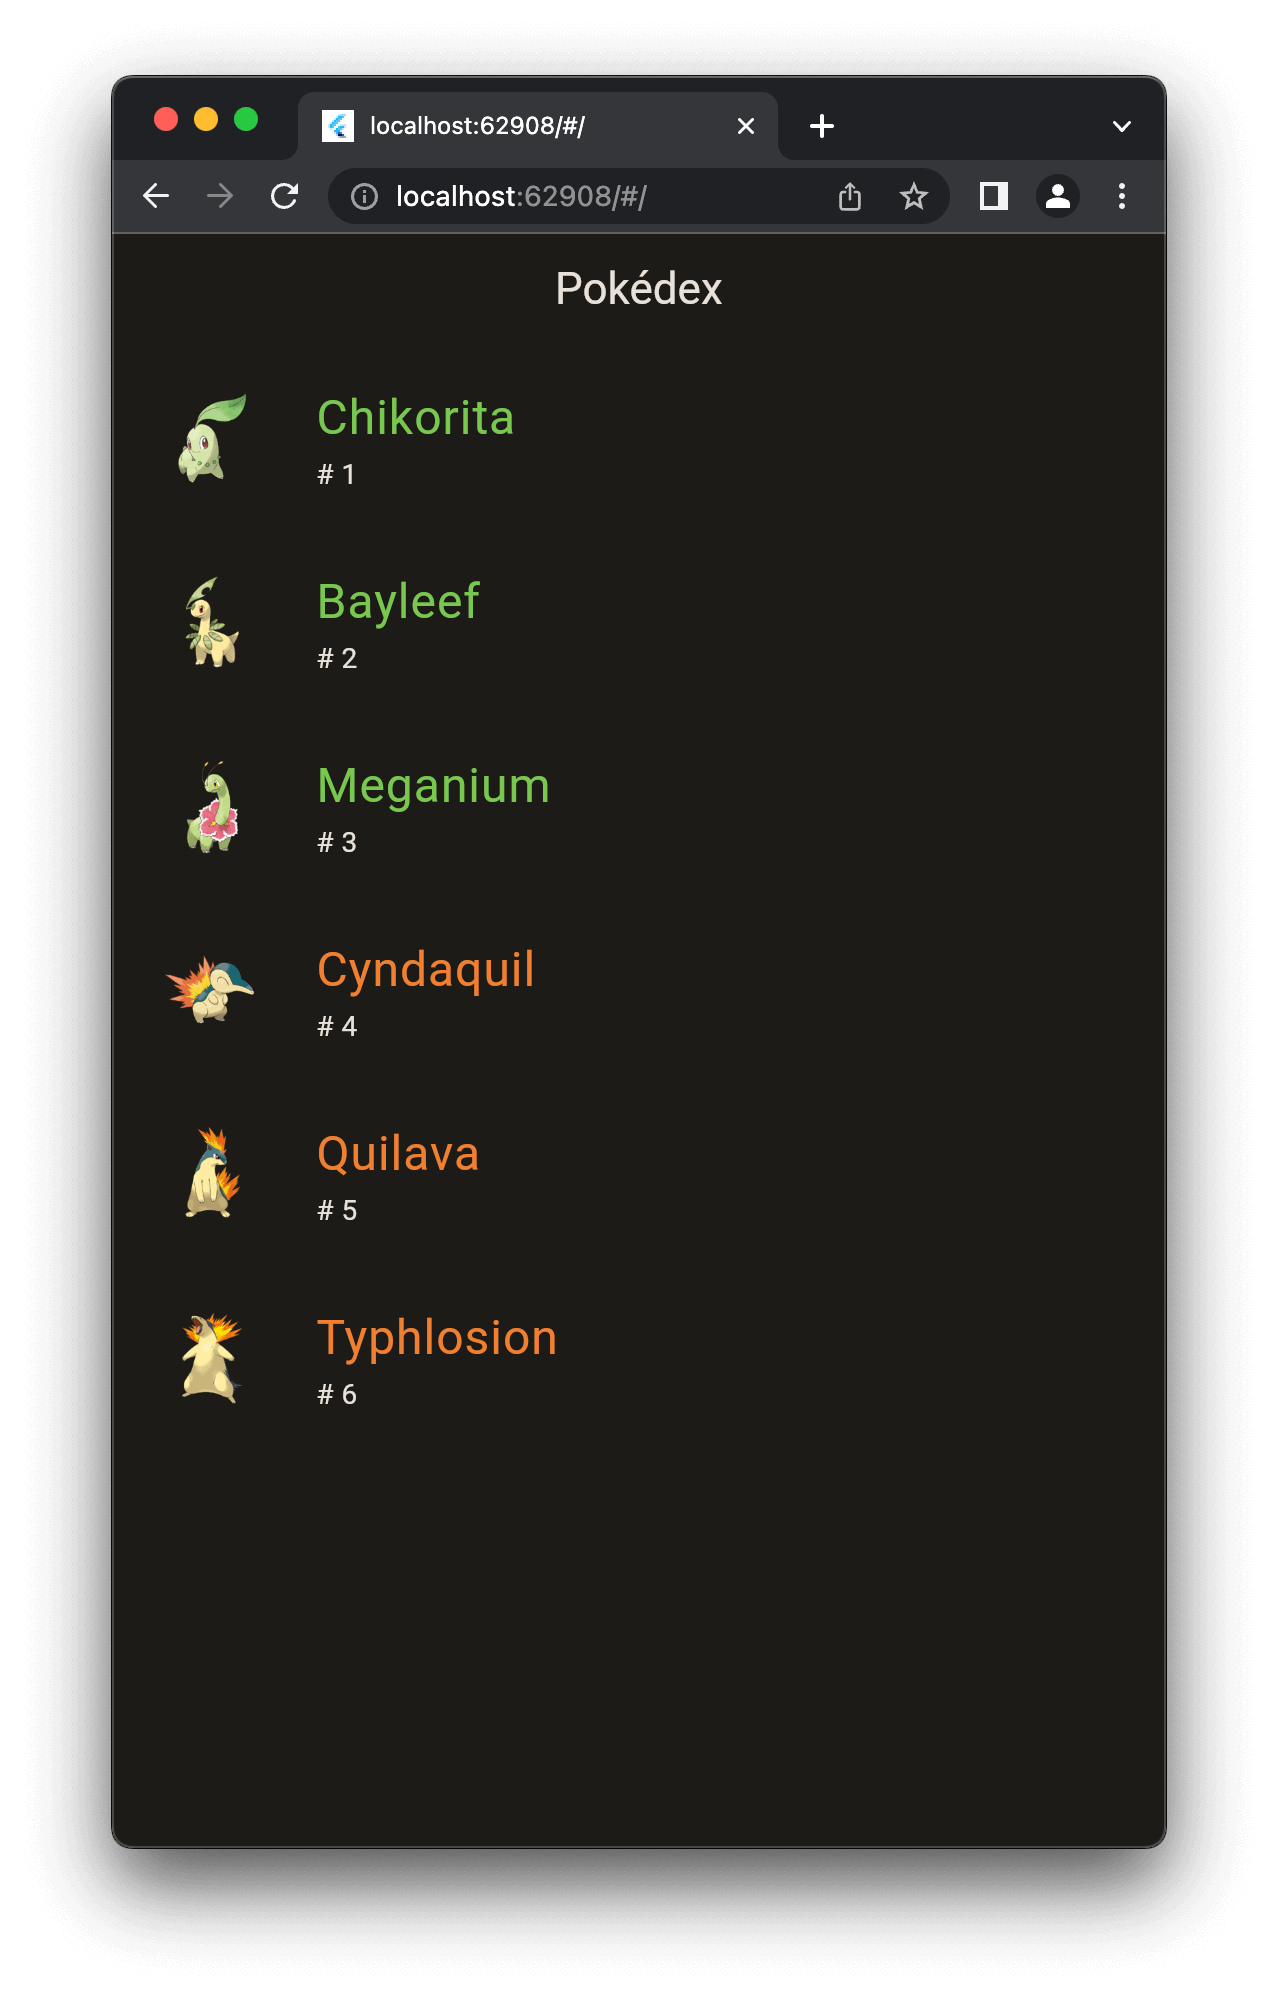 localhost:62908/#/
localhost:62908/#/
Pokédex
Chikorita
# 1
Bayleef
# 2
Meganium
# 3
Cyndaquil
# 4
Quilava
# 5
Typhlosion
# 6